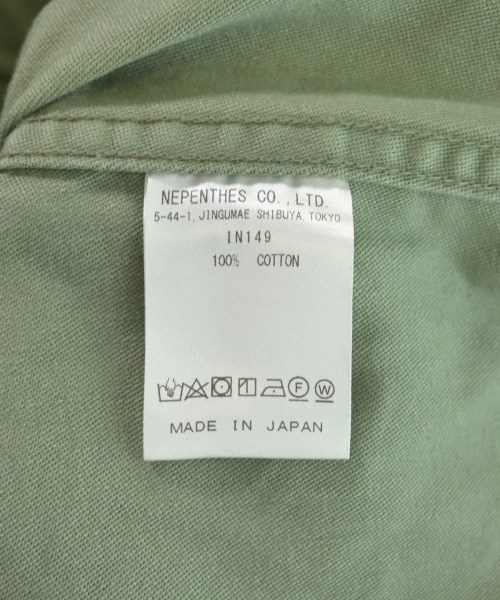 NEPENTHES CO.,LTD.
5-44-1, JINGUMAE SHIBUYA, TOKYO
IN149
100% COTTON
F W
MADE IN JAPAN